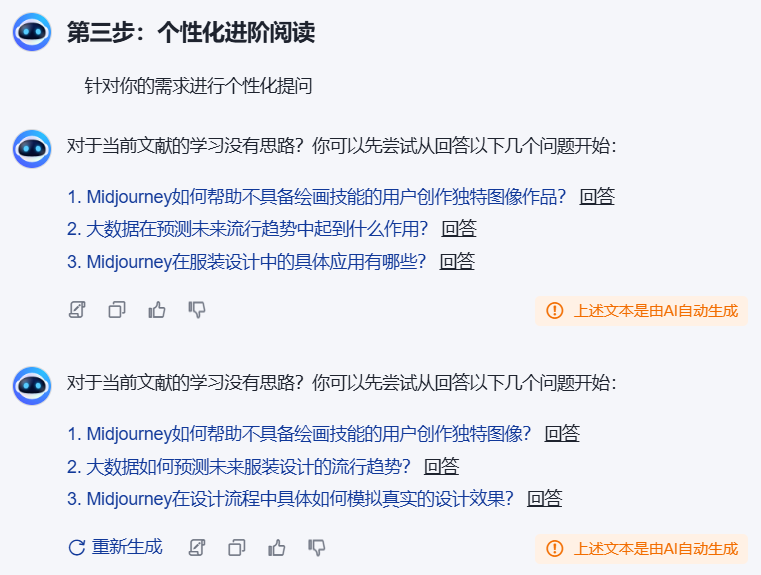 第三步：个性化进阶阅读
针对你的需求进行个性化提问
对于当前文献的学习没有思路？你可以先尝试从回答以下几个问题开始：
1. Midjourney如何帮助不具备绘画技能的用户创作独特图像作品？ 回答
2. 大数据在预测未来流行趋势中起到什么作用？ 回答
3. Midjourney在服装设计中的具体应用有哪些？ 回答
上述文本是由AI自动生成
对于当前文献的学习没有思路？你可以先尝试从回答以下几个问题开始：
1. Midjourney如何帮助不具备绘画技能的用户创作独特图像？ 回答
2. 大数据如何预测未来服装设计的流行趋势？ 回答
3. Midjourney在设计流程中具体如何模拟真实的设计效果？ 回答
重新生成 上述文本是由AI自动生成